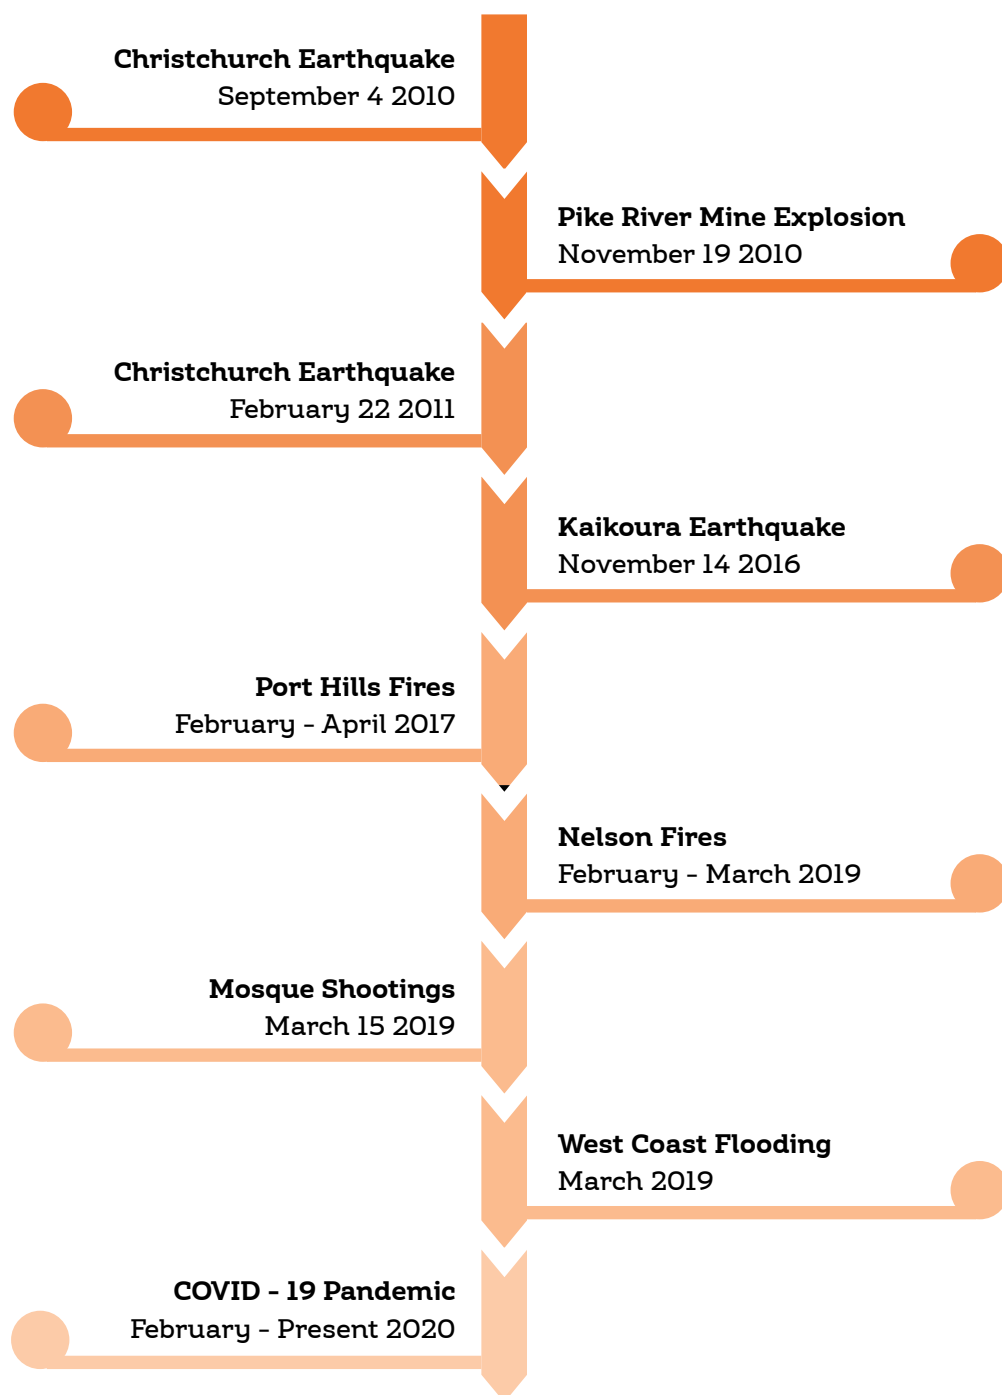 Christchurch Earthquake
September 4 2010
Pike River Mine Explosion
November 19 2010
Christchurch Earthquake
February 22 2011
Kaikoura Earthquake
November 14 2016
Port Hills Fires
February - April 2017
Nelson Fires
February - March 2019
Mosque Shootings
March 15 2019
West Coast Flooding
March 2019
COVID - 19 Pandemic
February - Present 2020